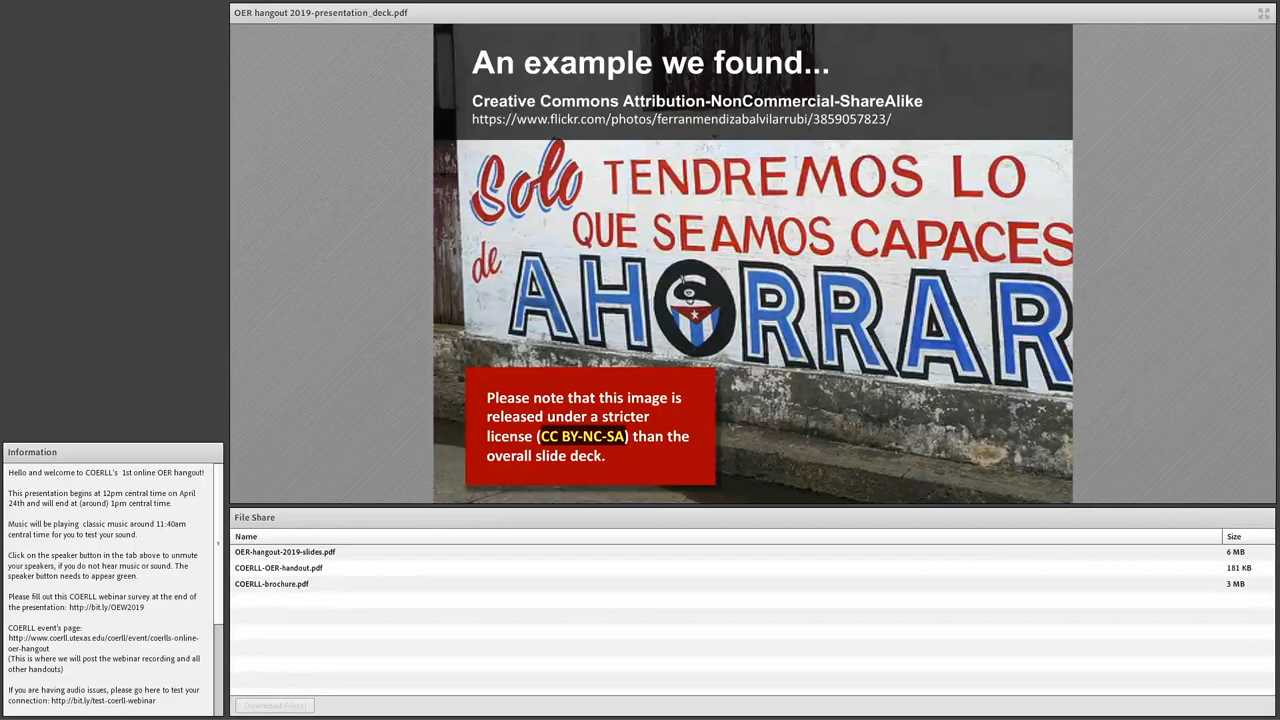 OER hangout 2019-presentation_deck.pdf
An example we found...
Creative Commons Attribution-NonCommercial-ShareAlike
https://www.flickr.com/photos/ferranmendizabalvilarrubi/3859057823/
Solo TENDREMOS LO
QUE SEAMOS CAPACES
de AHORRAR
Please note that this image is
released under a stricter
license (CC BY-NC-SA) than the
overall slide deck.
Information
Hello and welcome to COERLL's 1st online OER hangout!
This presentation begins at 12pm central time on April
24th and will end at (around) 1pm central time.
Music will be playing classic music around 11:40am
central time for you to test your sound.
Click on the speaker button in the tab above to unmute
your speakers, if you do not hear music or sound. The
speaker button needs to appear green.
Please fill out this COERLL webinar survey at the end of
the presentation: http://bit.ly/OEW2019
COERLL event's page:
http://www.coerll.utexas.edu/coerll/event/coerlls-online-
oer-hangout
(This is where we will post the webinar recording and all
other handouts)
If you are having audio issues, please go here to test your
connection: http://bit.ly/test-coerll-webinar
File Share
Name Size
OER-hangout-2019-slides.pdf 6 MB
COERLL-OER-handout.pdf 181 KB
COERLL-brochure.pdf 3 MB
Download File(s)